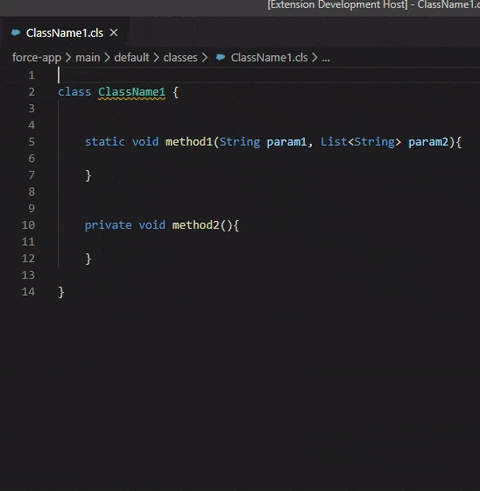 [Extension Development Host] - ClassName1.c
ClassName1.cls
force-app > main > default > classes > ClassName1.cls > ...
1
2 class ClassName1 {
3
4
5 static void method1(String param1, List<String> param2){
6
7 }
8
9
10 private void method2(){
11
12 }
13
14 }